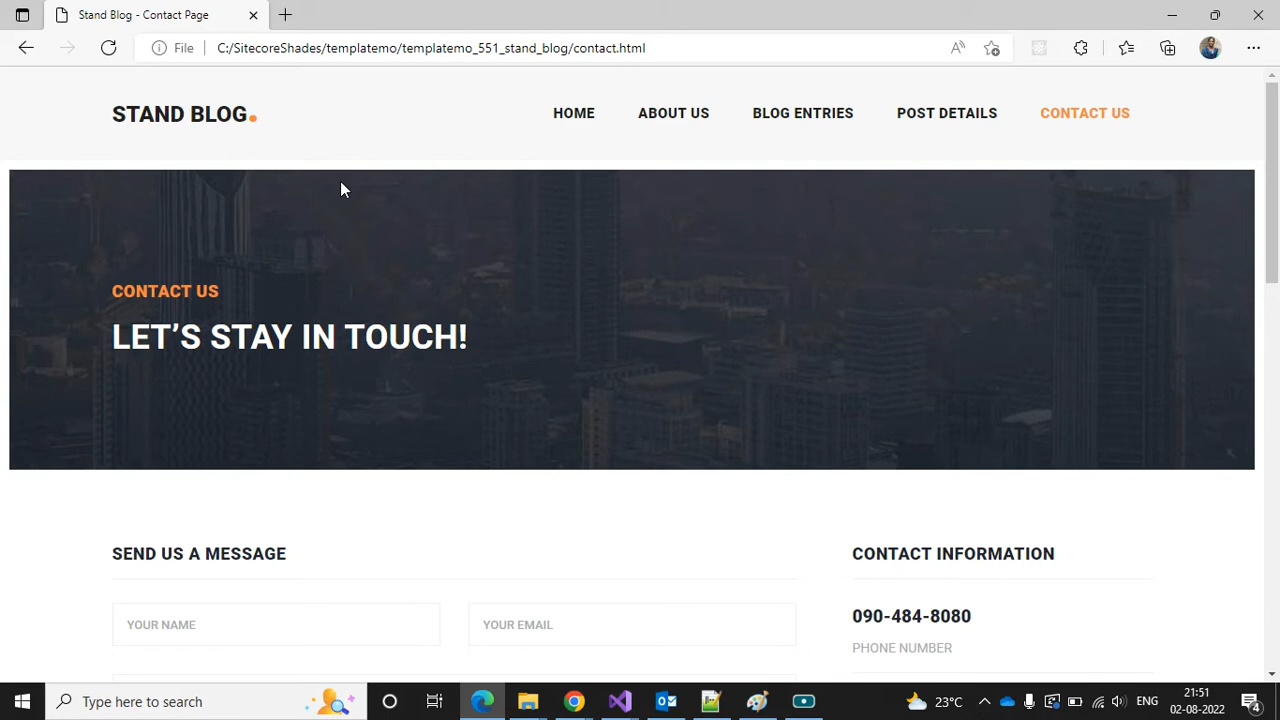 Stand Blog - Contact Page
File
C:/SitecoreShades/templatemo/templatemo_551_stand_blog/contact.html
STAND BLOG.
HOME
ABOUT US
BLOG ENTRIES
POST DETAILS
CONTACT US
CONTACT US
LET’S STAY IN TOUCH!
SEND US A MESSAGE
CONTACT INFORMATION
YOUR NAME
YOUR EMAIL
090-484-8080
PHONE NUMBER
Type here to search
23°C
ENG
21:51
02-08-2022
4